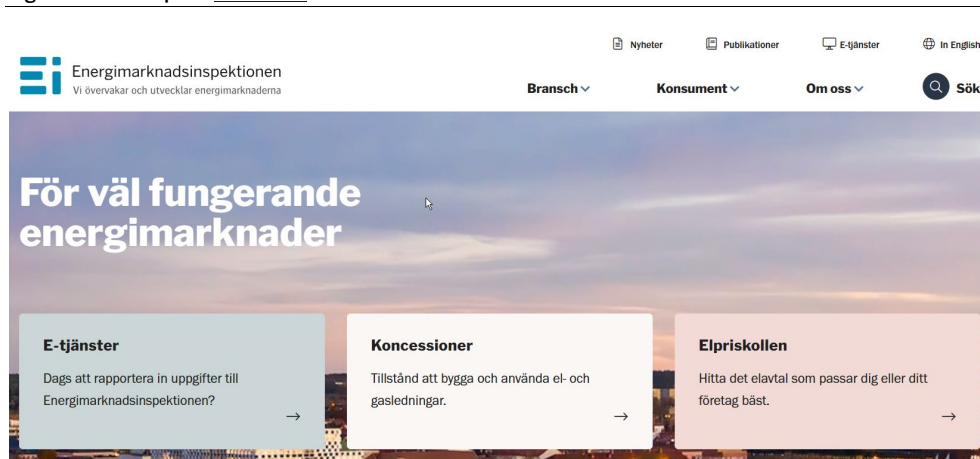 Nyheter
Publikationer
E-tjänster
In English
Energimarknadsinspektionen
Vi övervakar och utvecklar energimarknaderna
Bransch
Konsument
Om oss
Sök
För väl fungerande
energimarknader
E-tjänster
Dags att rapportera in uppgifter till
Energimarknadsinspektionen?
Koncessioner
Tillstånd att bygga och använda el- och
gasledningar.
Elpriskollen
Hitta det elavtal som passar dig eller ditt
företag bäst.